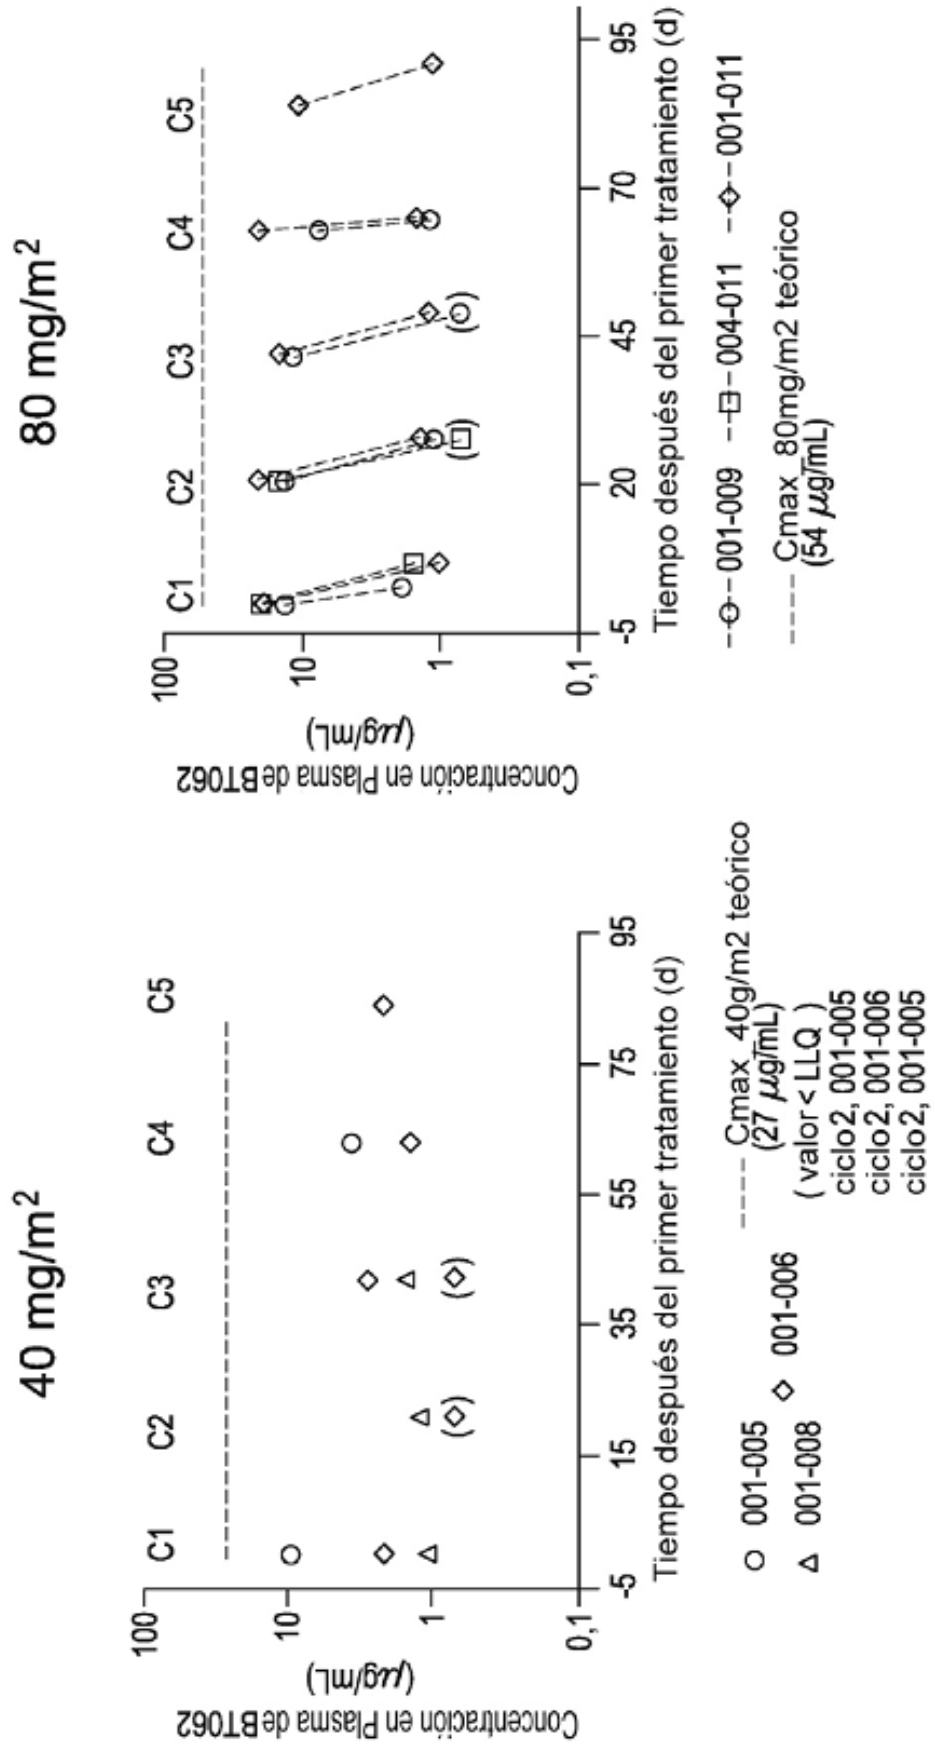 40 mg/m2
C1 C2 C3 C4 C5
100
10
1
0,1
Concentración en Plasma de BT062
(µg/mL)
-5 15 35 55 75 95
Tiempo después del primer tratamiento (d)
001-005 001-006
001-008
Cmax_40g/m2 teórico
(27 µg/mL)
( valor < LLQ )
ciclo2, 001-005
ciclo2, 001-006
ciclo2, 001-005
80 mg/m2
C1 C2 C3 C4 C5
100
10
1
0,1
Concentración en Plasma de BT062
(µg/mL)
-5 20 45 70 95
Tiempo después del primer tratamiento (d)
001-009 004-011 001-011
Cmax_80mg/m2 teórico
(54 µg/mL)